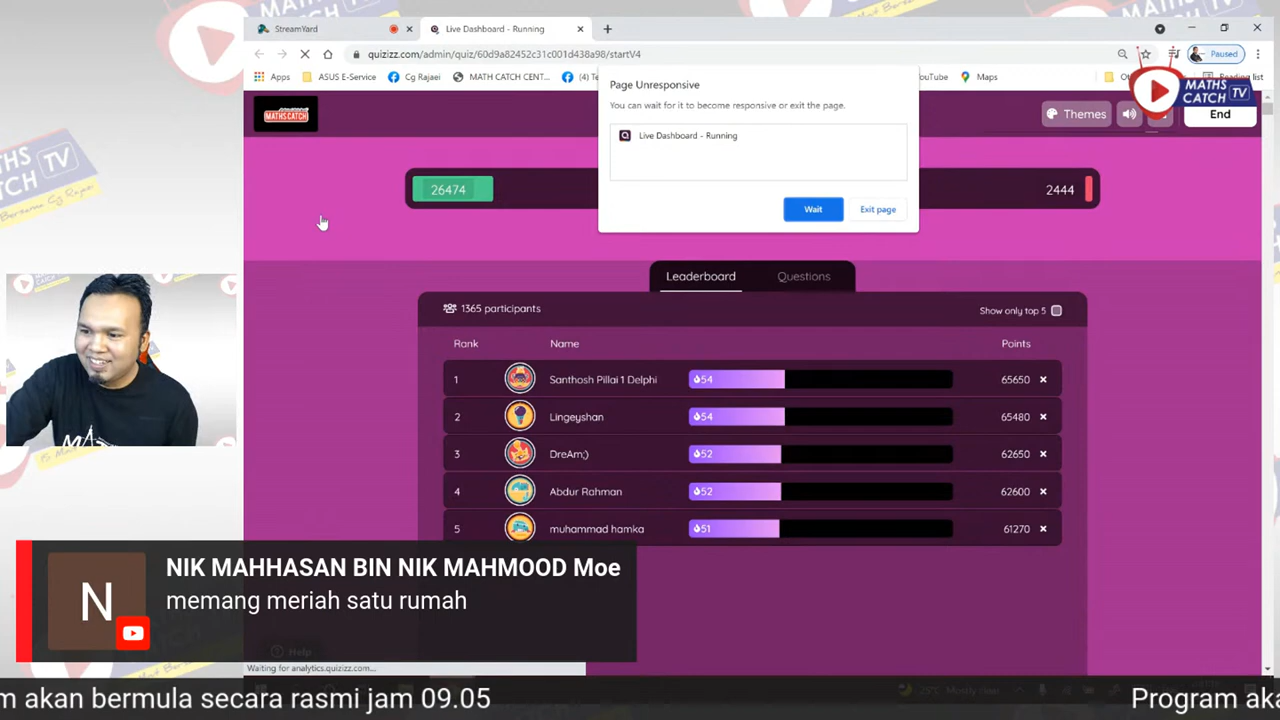 StreamYard
Live Dashboard - Running
quizizz.com/admin/quiz/60d9a82452c31c001d438a98/startV4
Paused
Apps
ASUS E-Service
Cg Rajaei
MATH CATCH CENT...
(4) Te
YouTube
Maps
Reading list
Page Unresponsive
You can wait for it to become responsive or exit the page.
Live Dashboard - Running
Wait
Exit page
MATHS CATCH
Themes
End
MATHS
CATCH
TV
26474
2444
Leaderboard
Questions
1365 participants
Show only top 5
Rank
Name
Points
1 Santhosh Pillai 1 Delphi 54 65650
2 Lingeyshan 54 65480
3 DreAm;) 52 62650
4 Abdur Rahman 52 62600
5 muhammad hamka 51 61270
N
NIK MAHHASAN BIN NIK MAHMOOD Moe
memang meriah satu rumah
Help
Waiting for analytics.quizizz.com...
m akan bermula secara rasmi jam 09.05
Program aka